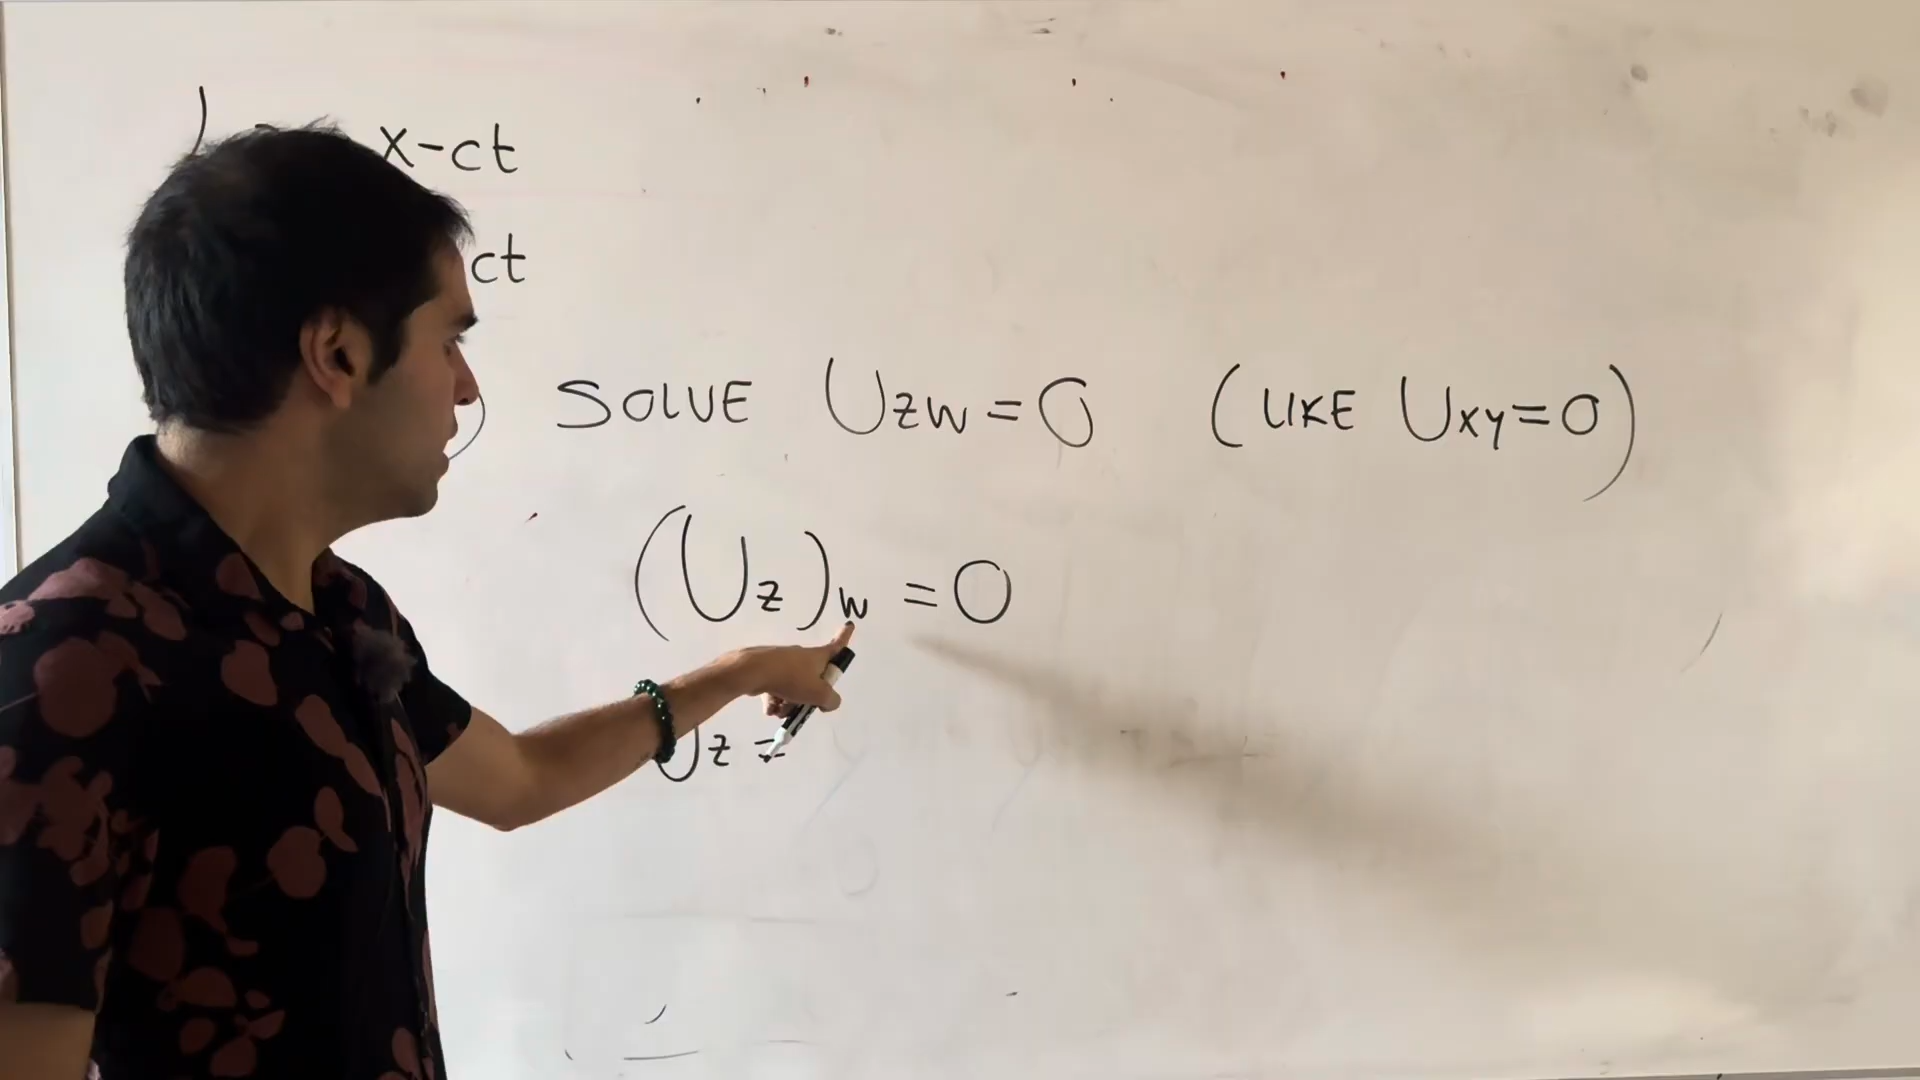 x-ct
ct
) SOLVE Uzw=0 (LIKE Uxy=0)
(Uz)w =0
Uz =